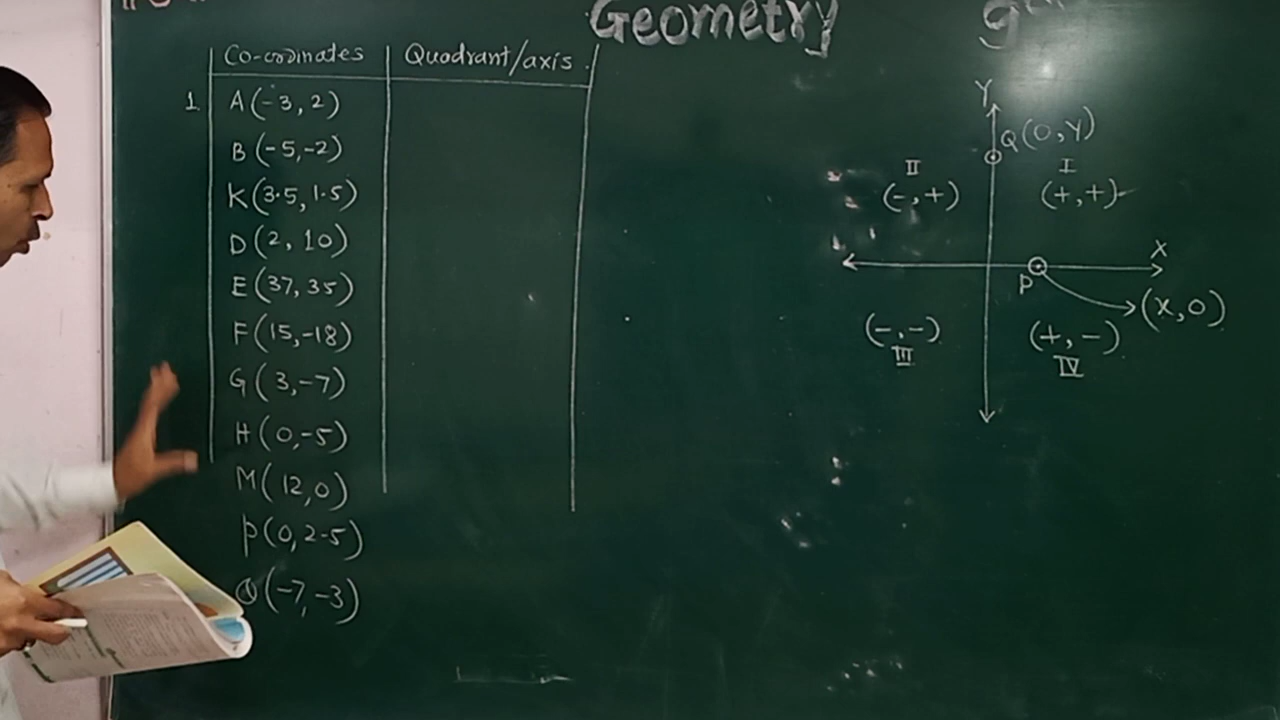 Geometry
Co-ordinates Quadrant/axis.
1 A(-3, 2)
B(-5,-2)
K(3.5, 1.5)
D(2, 10)
E(37, 35)
F(15,-18)
G(3,-7)
H(0,-5)
M(12,0)
P(0, 2.5)
Q(-7,-3)
Y
Q(0,Y)
II I
(-,+) (+,+)
X
P
(X,0)
(-,-) (+,-)
III IV